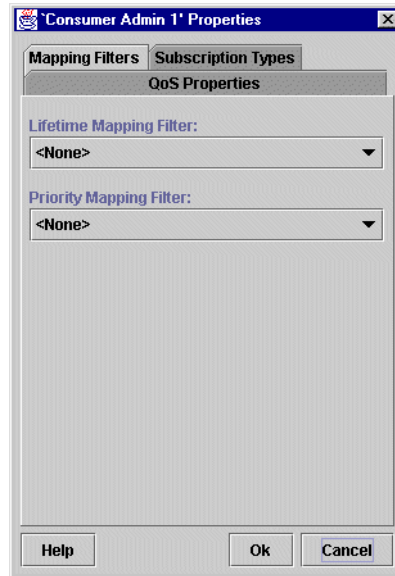 `Consumer Admin 1' Properties
Mapping Filters Subscription Types
QoS Properties
Lifetime Mapping Filter:
<None>
Priority Mapping Filter:
<None>
Help Ok Cancel